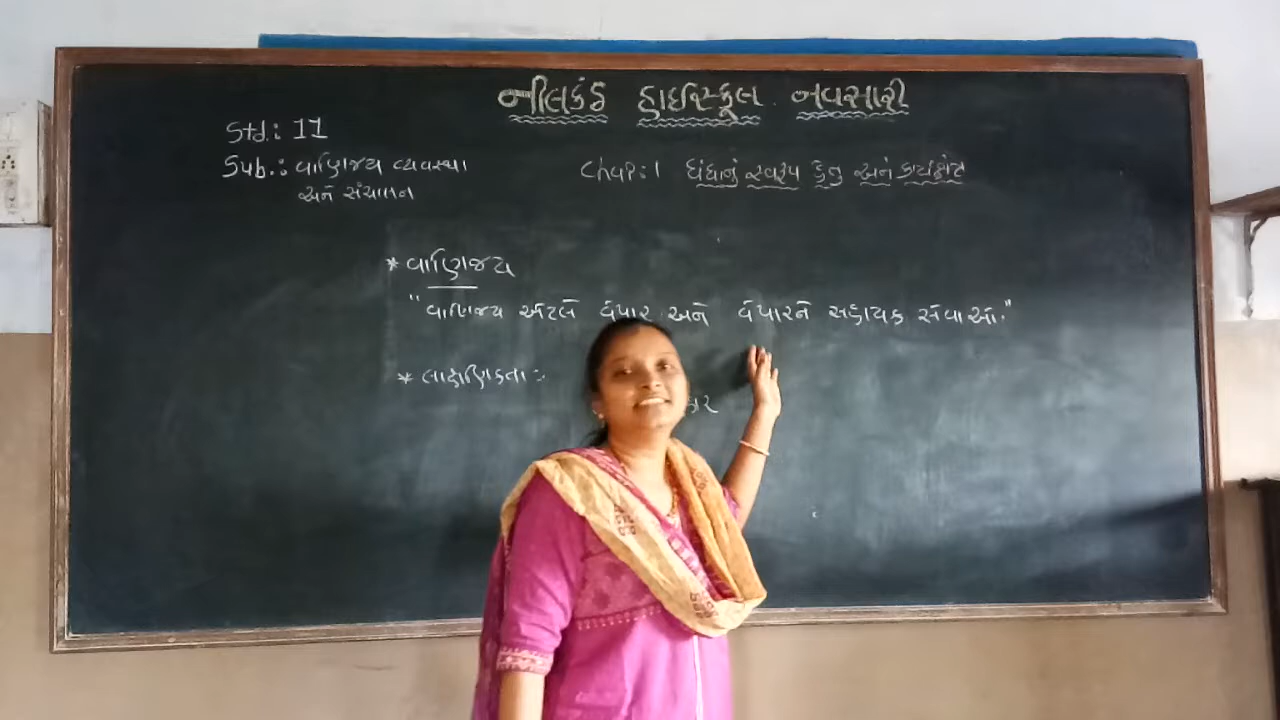 નીલકંઠ હાઈસ્કૂલ નવસારી
Std.: 11
Sub.: વાણિજ્ય વ્યવસ્થા
અને સંચાલન
Chap:1 ધંધાનું સ્વરૂપ હેતુ અને કાર્યક્ષેત્ર
* વાણિજ્ય
"વાણિજ્ય એટલે વેપાર અને વેપારને સહાયક સેવાઓ."
* લાક્ષણિકતા :-